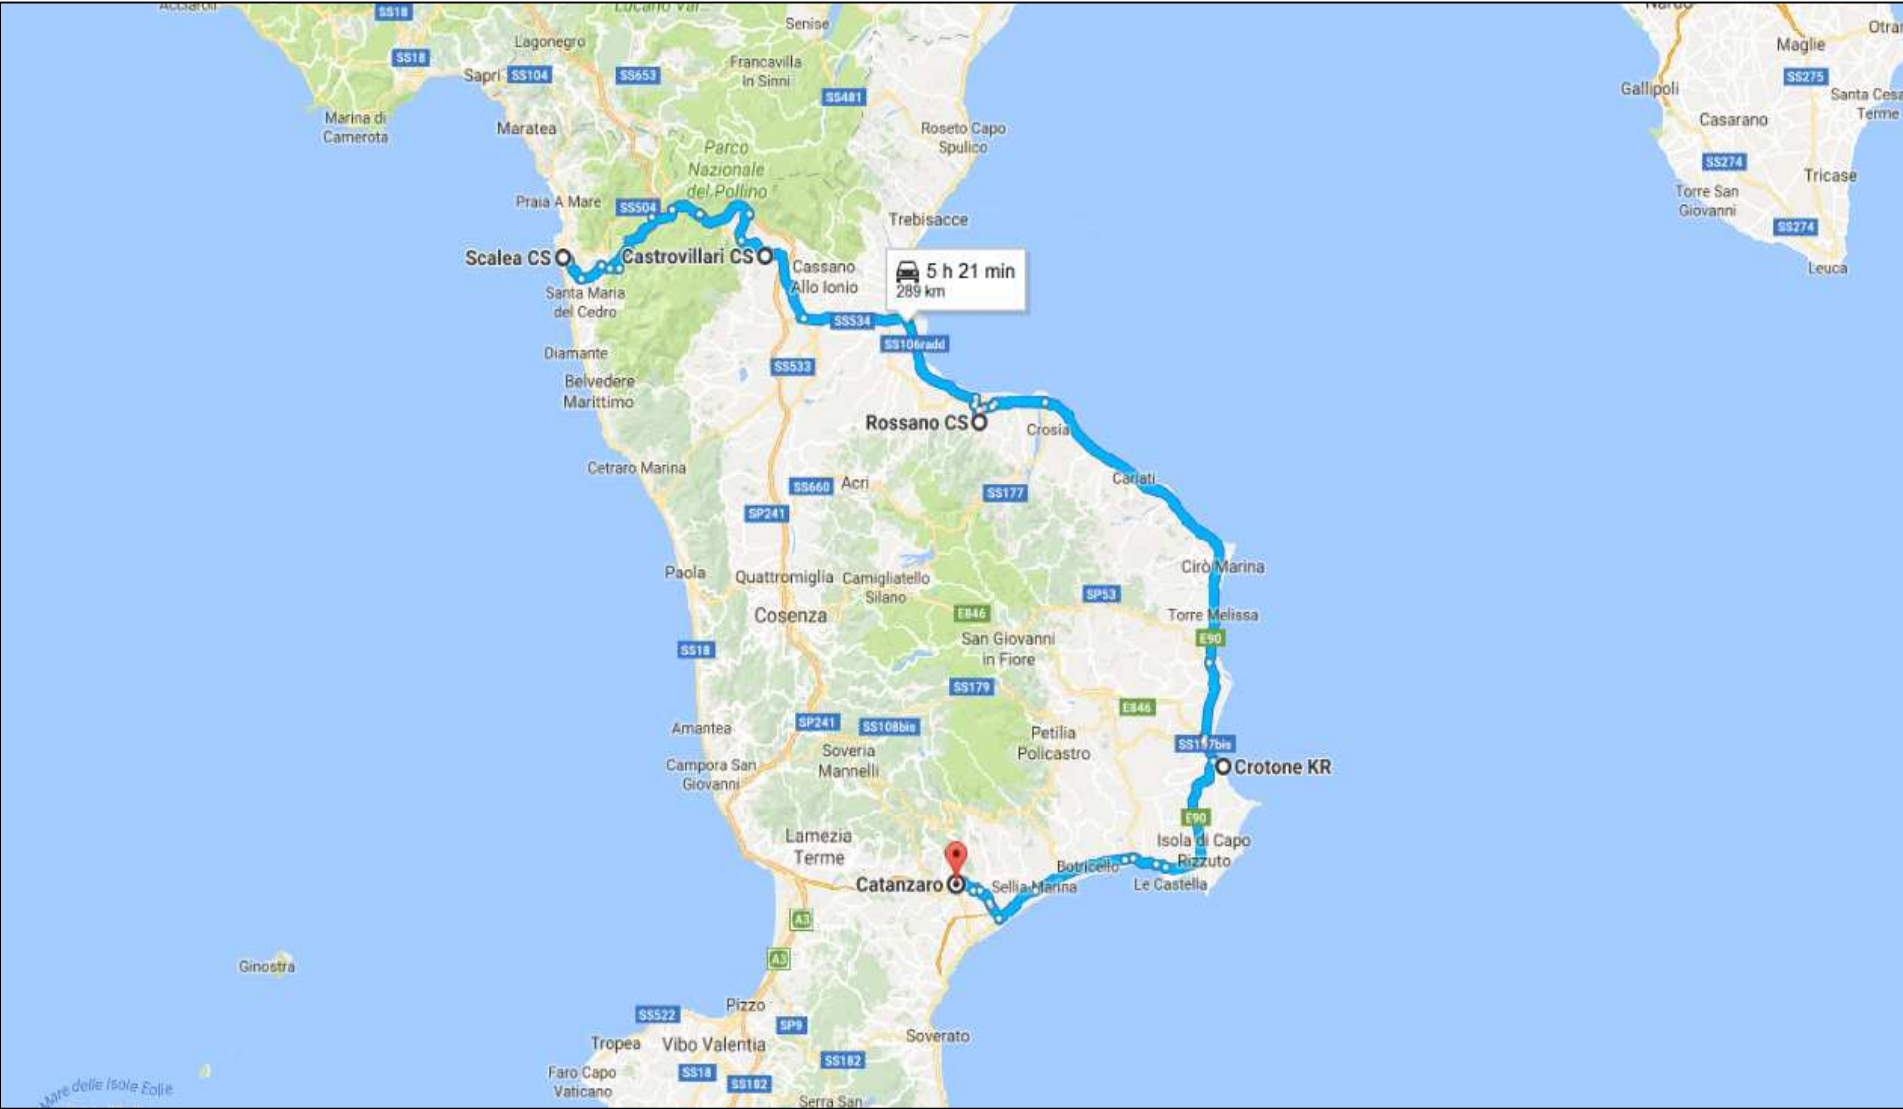 Acciaroli
SS18
Lucano Val...
Senise
Nardò
Otra
Lagonegro
Maglie
SS18
Sapri
SS104
SS653
Francavilla
In Sinni
SS275
Gallipoli
SS481
Santa Cesa
Terme
Marina di
Camerota
Maratea
Roseto Capo
Spulico
Casarano
Parco
Nazionale
del Pollino
SS274
Tricase
Torre San
Giovanni
Praia A Mare
SS504
Trebisacce
SS274
Scalea CS
Castrovillari CS
Cassano
Allo Ionio
5 h 21 min
289 km
Leuca
Santa Maria
del Cedro
SS534
SS106radd
Diamante
SS533
Belvedere
Marittimo
Rossano CS
Crosia
Cetraro Marina
SS660
Acri
SS177
Cariati
SP241
Paola
Quattromiglia
Camigliatello
Silano
Cirò Marina
SP53
Cosenza
E846
Torre Melissa
San Giovanni
in Fiore
E90
SS18
SS179
E846
Amantea
SP241
SS108bis
Petilia
Policastro
Soveria
Mannelli
Campora San
Giovanni
Crotone KR
E90
Lamezia
Terme
Isola di Capo
Rizzuto
Botricello
Le Castella
Catanzaro
Sellia Marina
A3
A3
Ginostra
Pizzo
SS522
SP9
Tropea
Vibo Valentia
Soverato
SS182
Faro Capo
Vaticano
SS18
SS182
Mare delle Isole Eolie
Serra San